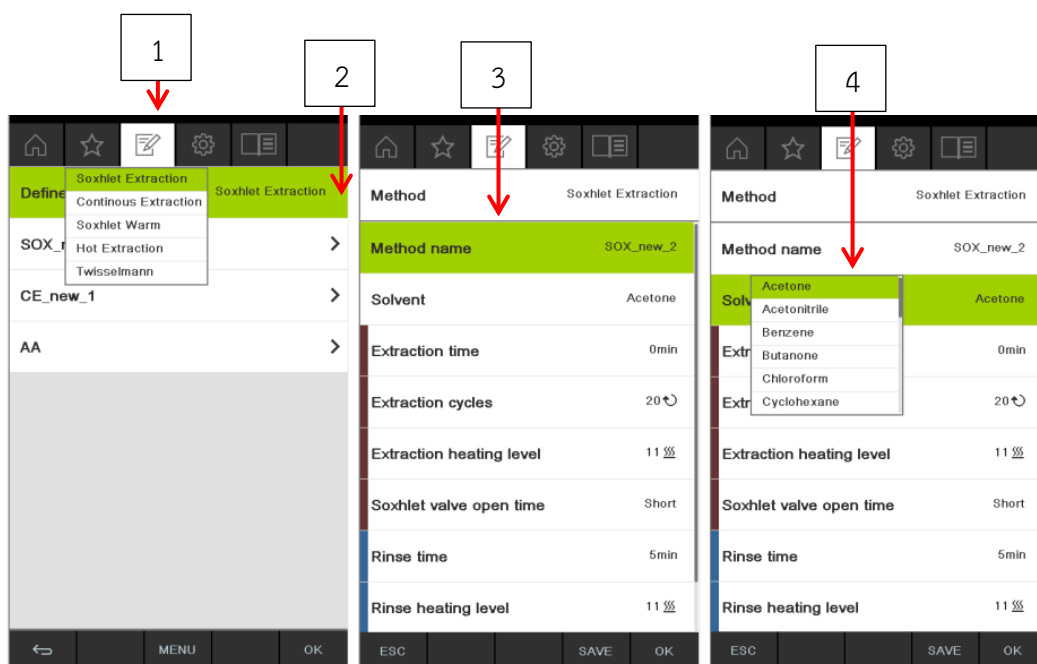 1
2
3
4
Define
Soxhlet Extraction
Soxhlet Extraction
Continous Extraction
Soxhlet Warm
Hot Extraction
Twisselmann
SOX_
CE_new_1
AA
MENU
OK
Method
Soxhlet Extraction
Method name
SOX_new_2
Solvent
Acetone
Extraction time
0min
Extraction cycles
20
Extraction heating level
11
Soxhlet valve open time
Short
Rinse time
5min
Rinse heating level
11
ESC
SAVE
OK
Method
Soxhlet Extraction
Method name
SOX_new_2
Solv
Acetone
Acetone
Acetonitrile
Benzene
Butanone
Chloroform
Cyclohexane
Extr
0min
Extr
20
Extraction heating level
11
Soxhlet valve open time
Short
Rinse time
5min
Rinse heating level
11
ESC
SAVE
OK